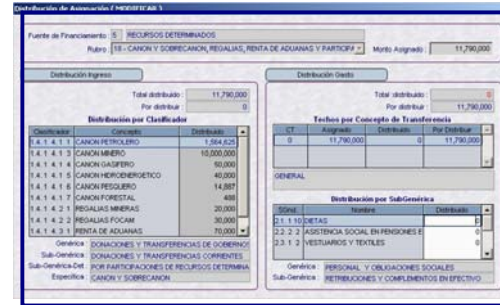 Distribución de Asignación ( MODIFICAR )
Fuente de Financiamiento : 5 RECURSOS DETERMINADOS
Rubro : 18 - CANON Y SOBRECANON, REGALIAS, RENTA DE ADUANAS Y PARTICIPA Monto Asignado : 11,790,000
Distribución Ingreso
Total distribuido : 11,790,000
Por distribuir : 0
Distribución por Clasificador
Clasificador Concepto Distribuido
1.4.1 4.1 1 CANON PETROLERO 1,564,625
1.4.1 4.1 3 CANON MINERO 10,000,000
1.4.1 4.1 4 CANON GASIFERO 50,000
1.4.1 4.1 5 CANON HIDROENERGETICO 40,000
1.4.1 4.1 6 CANON PESQUERO 14,887
1.4.1 4.1 7 CANON FORESTAL 488
1.4.1 4.2 1 REGALIAS MINERAS 20,000
1.4.1 4.2 2 REGALIAS FOCAM 30,000
1.4.1 4.3 1 RENTA DE ADUANAS 70,000
Genérica : DONACIONES Y TRANSFERENCIAS DE GOBIERNO
Sub-Genérica : DONACIONES Y TRANSFERENCIAS CORRIENTES
Sub-Genérica-Det. : POR PARTICIPACIONES DE RECURSOS DETERMINA
Específica : CANON Y SOBRECANON
Distribución Gasto
Total distribuido : 0
Por distribuir : 11,790,000
Techos por Concepto de Transferencia
CT Asignado Distribuido Por Distribuir
0 11,790,000 0 11,790,000
GENERAL
Distribución por SubGenérica
SGnd. Nombre Distribuido
2.1. 1 10 DIETAS 0
2.2. 2 2 ASISTENCIA SOCIAL EN PENSIONES E 0
2.3. 1 2 VESTUARIOS Y TEXTILES 0
Genérica : PERSONAL Y OBLIGACIONES SOCIALES
Sub-Genérica : RETRIBUCIONES Y COMPLEMENTOS EN EFECTIVO